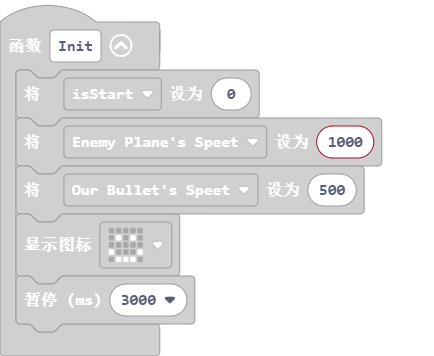 函数 Init
将 isStart 设为 0
将 Enemy Plane's Speet 设为 1000
将 Our Bullet's Speet 设为 500
显示图标
暂停 (ms) 3000